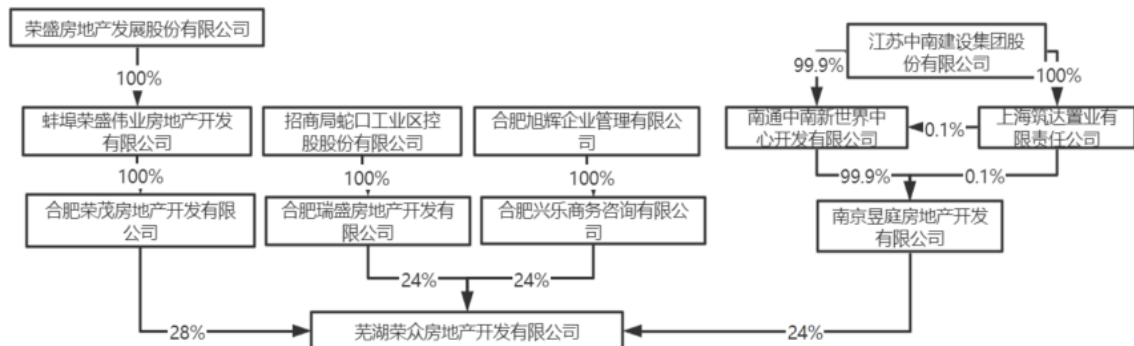 荣盛房地产发展股份有限公司
江苏中南建设集团股
份有限公司
100%
99.9%
100%
蚌埠荣盛伟业房地产开发
有限公司
招商局蛇口工业区控
股股份有限公司
合肥旭辉企业管理有限公
司
南通中南新世界中
心开发有限公司
0.1%
上海筑达置业有
限责任公司
100%
100%
100%
99.9%
0.1%
合肥荣茂房地产开发有限
公司
合肥瑞盛房地产开发有
限公司
合肥兴乐商务咨询有限公
司
南京昱庭房地产开发
有限公司
24%
24%
28%
芜湖荣众房地产开发有限公司
24%